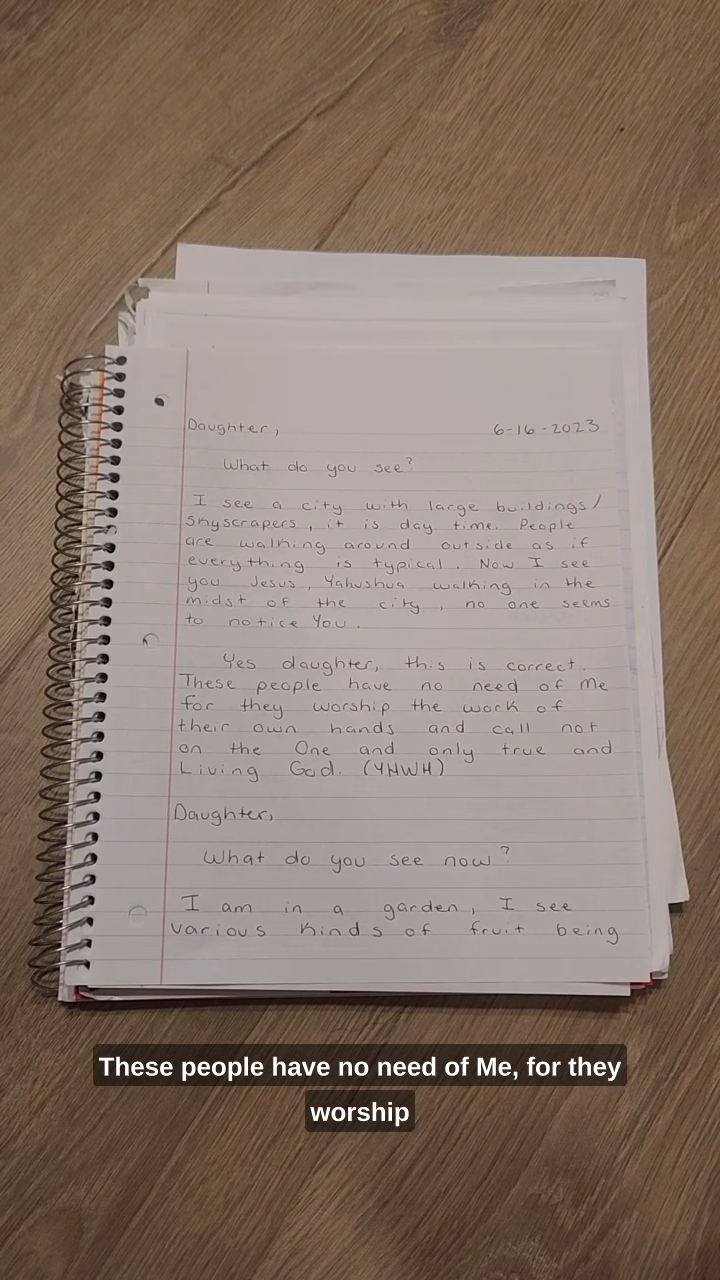 Daughter, 6-16-2023
What do you see?
I see a city with large buildings/
skyscrapers, it is day time. People
are walking around outside as if
everything is typical. Now I see
you Jesus, Yahushua walking in the
midst of the city, no one seems
to notice You.
Yes daughter, this is correct.
These people have no need of Me
for they worship the work of
their own hands and call not
on the One and only true and
Living God. (YHWH)
Daughter,
What do you see now?
I am in a garden, I see
various kinds of fruit being
These people have no need of Me, for they
worship